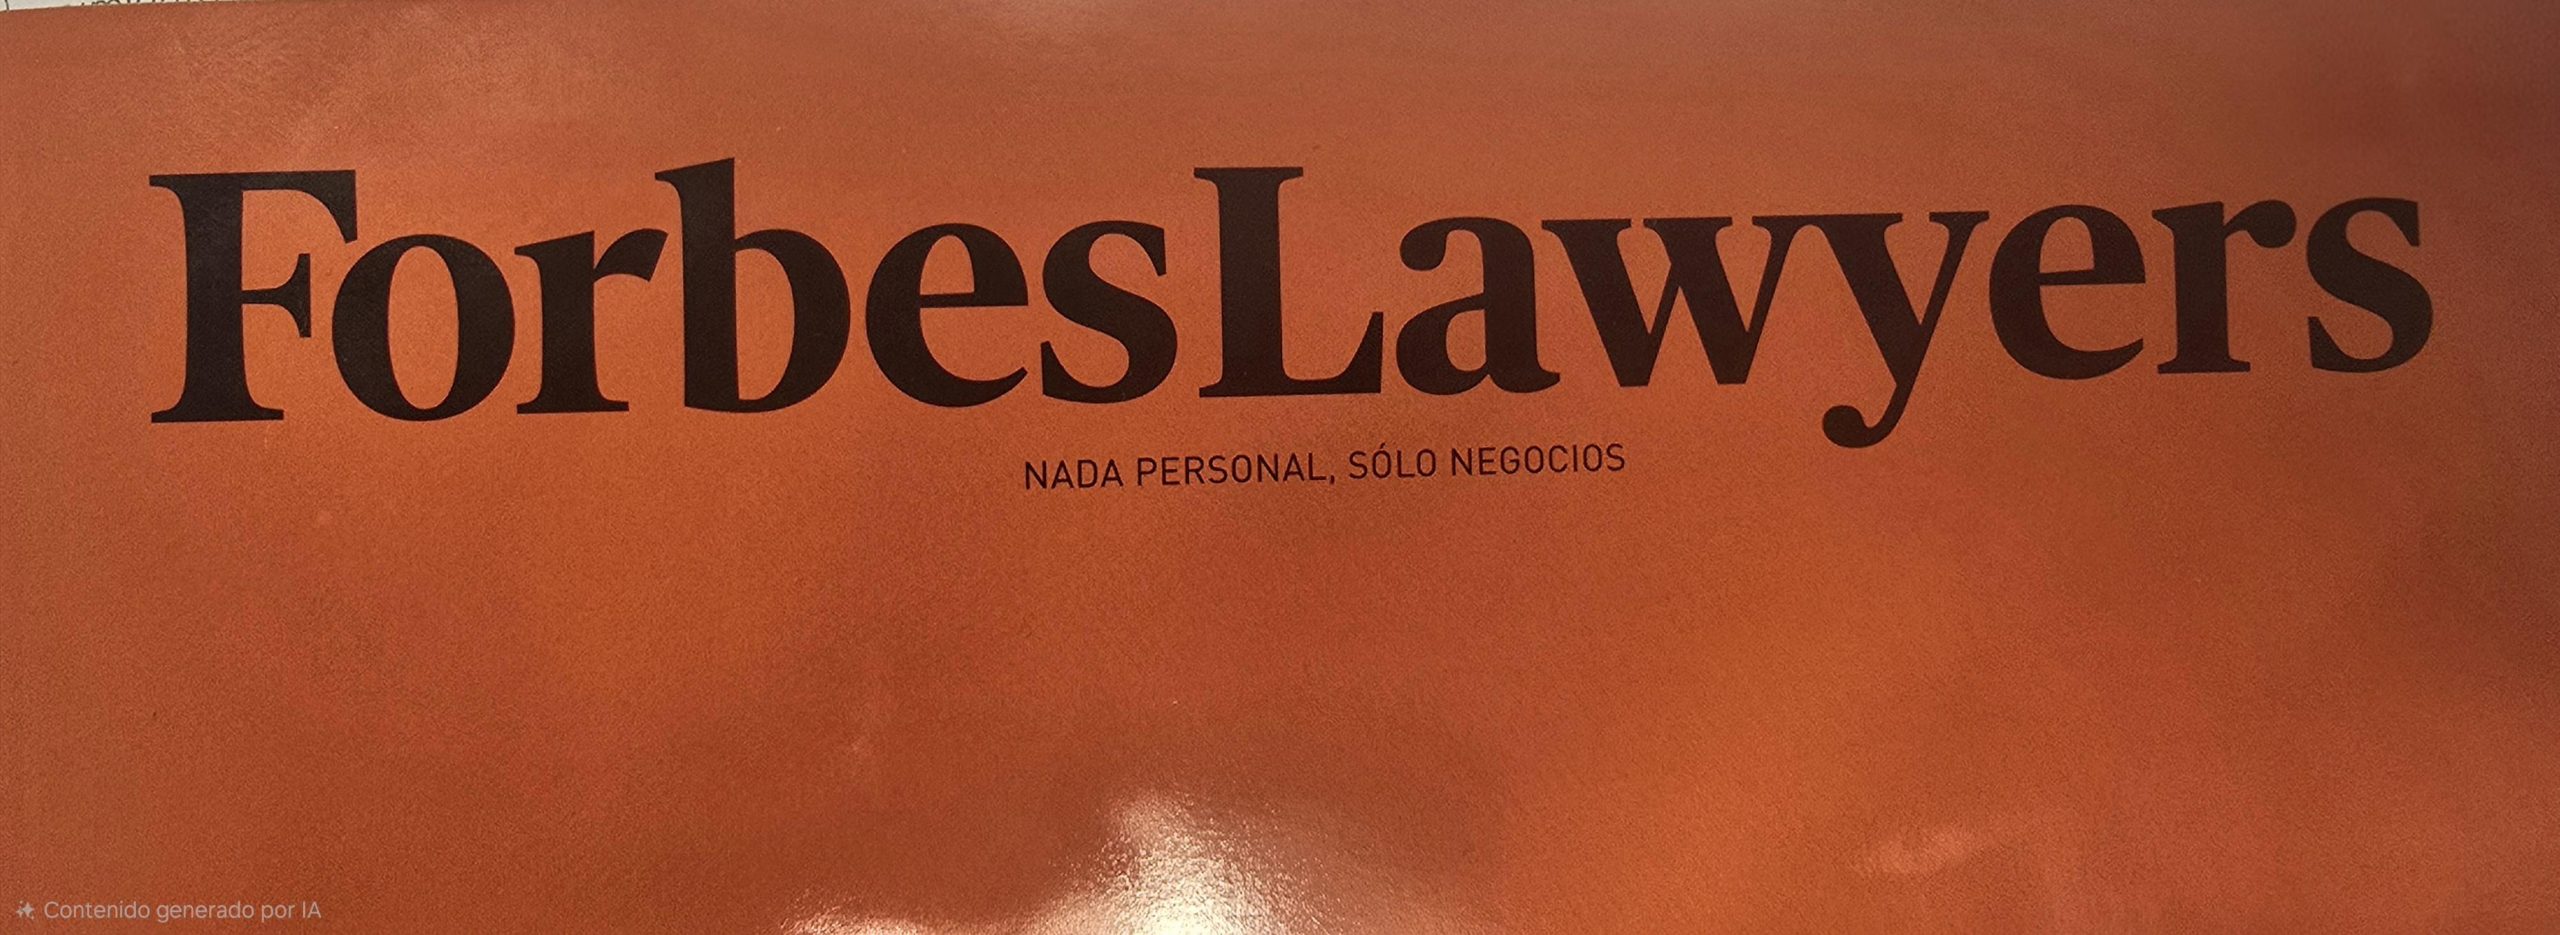 ForbesLawyers
NADA PERSONAL, SÓLO NEGOCIOS
Contenido generado por IA